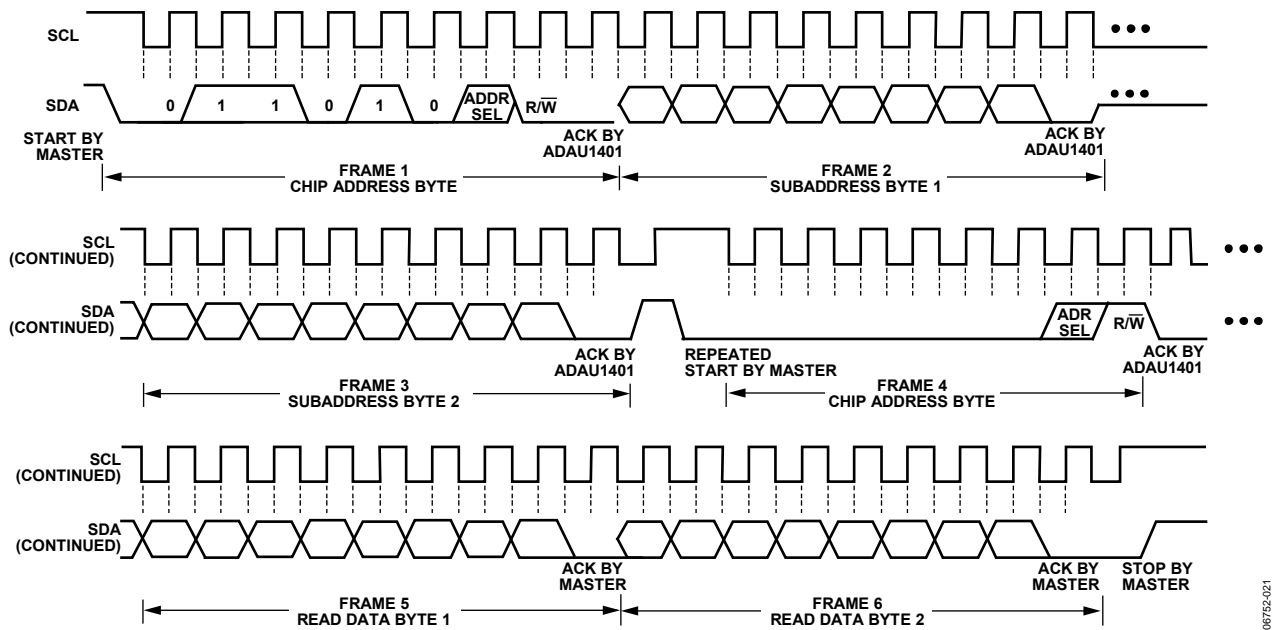 SCL
SDA
0 1 1 0 1 0 ADDR SEL R/W̅
START BY MASTER
ACK BY ADAU1401
ACK BY ADAU1401
FRAME 1
CHIP ADDRESS BYTE
FRAME 2
SUBADDRESS BYTE 1
SCL
(CONTINUED)
SDA
(CONTINUED)
ADR SEL R/W̅
ACK BY ADAU1401
REPEATED
START BY MASTER
ACK BY ADAU1401
FRAME 3
SUBADDRESS BYTE 2
FRAME 4
CHIP ADDRESS BYTE
SCL
(CONTINUED)
SDA
(CONTINUED)
ACK BY MASTER
ACK BY MASTER
STOP BY MASTER
FRAME 5
READ DATA BYTE 1
FRAME 6
READ DATA BYTE 2
06752-021